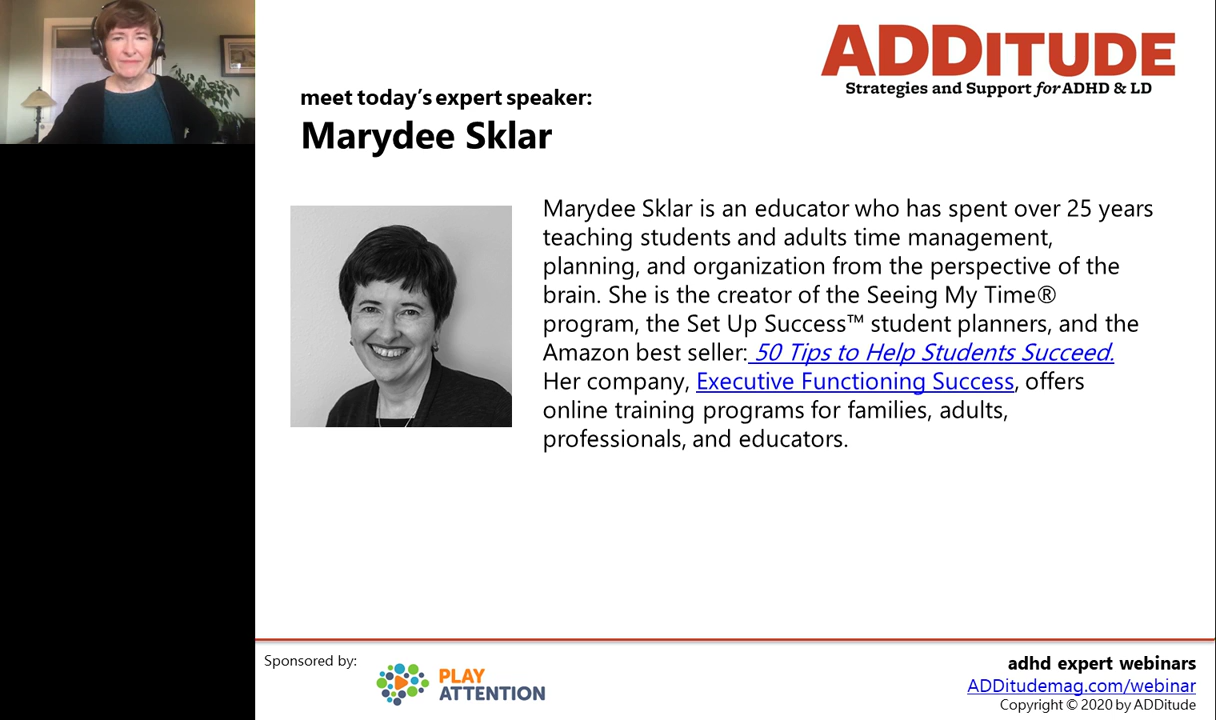 ADDITUDE
Strategies and Support for ADHD & LD
meet today's expert speaker:
Marydee Sklar
Marydee Sklar is an educator who has spent over 25 years
teaching students and adults time management,
planning, and organization from the perspective of the
brain. She is the creator of the Seeing My Time®
program, the Set Up Success™ student planners, and the
Amazon best seller: 50 Tips to Help Students Succeed.
Her company, Executive Functioning Success, offers
online training programs for families, adults,
professionals, and educators.
Sponsored by:
PLAY
ATTENTION
adhd expert webinars
ADDitudemag.com/webinar
Copyright © 2020 by ADDitude